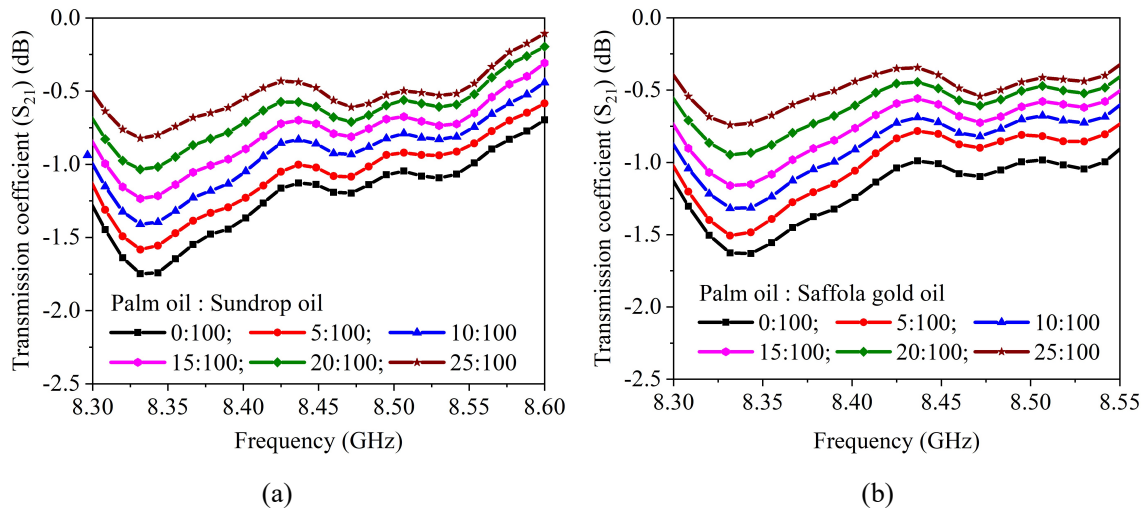 0.0
-0.5
-1.0
-1.5
-2.0
-2.5
Transmission coefficient (S21) (dB)
Palm oil : Sundrop oil
0:100; 5:100; 10:100
15:100; 20:100; 25:100
8.30 8.35 8.40 8.45 8.50 8.55 8.60
Frequency (GHz)
(a)
0.0
-0.5
-1.0
-1.5
-2.0
-2.5
Transmission coefficient (S21) (dB)
Palm oil : Saffola gold oil
0:100; 5:100; 10:100
15:100; 20:100; 25:100
8.30 8.35 8.40 8.45 8.50 8.55
Frequency (GHz)
(b)